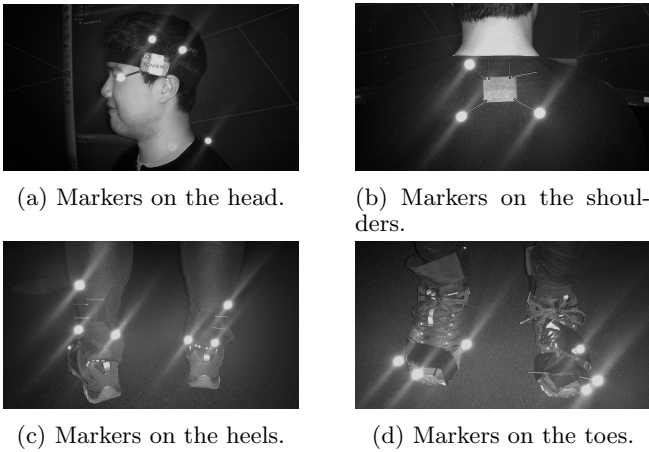 (a) Markers on the head.
(b) Markers on the shoul-
ders.
(c) Markers on the heels.
(d) Markers on the toes.